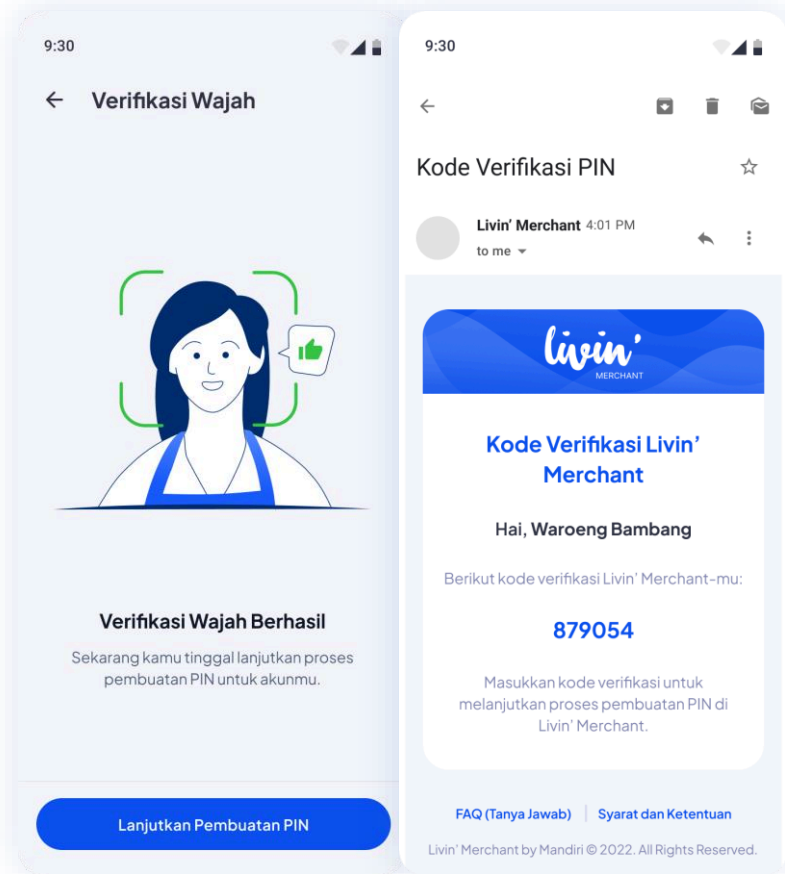 9:30
Verifikasi Wajah
Verifikasi Wajah Berhasil
Sekarang kamu tinggal lanjutkan proses
pembuatan PIN untuk akunmu.
Lanjutkan Pembuatan PIN
9:30
Kode Verifikasi PIN
Livin' Merchant 4:01 PM
to me
livin'
MERCHANT
Kode Verifikasi Livin'
Merchant
Hai, Waroeng Bambang
Berikut kode verifikasi Livin' Merchant-mu:
879054
Masukkan kode verifikasi untuk
melanjutkan proses pembuatan PIN di
Livin' Merchant.
FAQ (Tanya Jawab) Syarat dan Ketentuan
Livin' Merchant by Mandiri © 2022. All Rights Reserved.